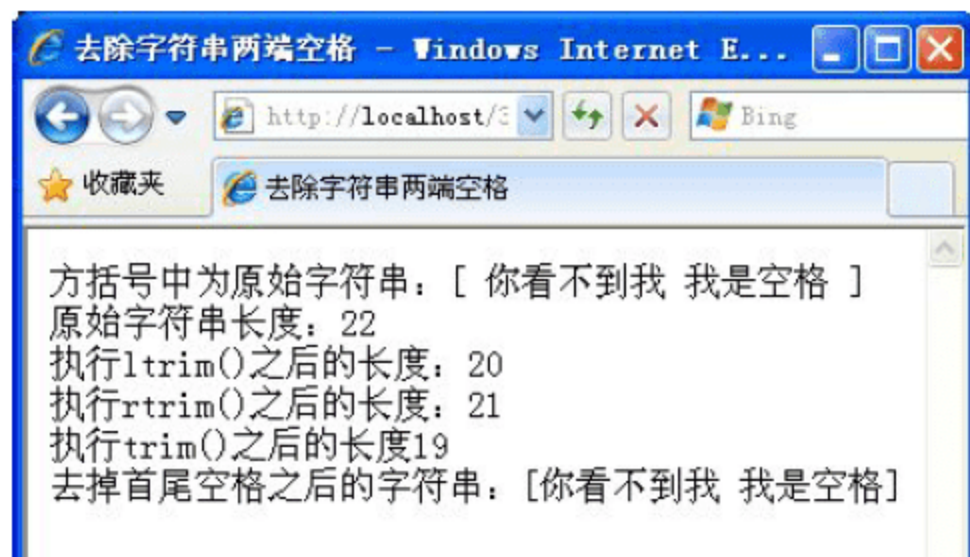 去除字符串两端空格 - Windows Internet E...
http://localhost/3
Bing
收藏夹
去除字符串两端空格
方括号中为原始字符串：[ 你看不到我 我是空格 ]
原始字符串长度：22
执行ltrim()之后的长度：20
执行rtrim()之后的长度：21
执行trim()之后的长度19
去掉首尾空格之后的字符串：[你看不到我 我是空格]